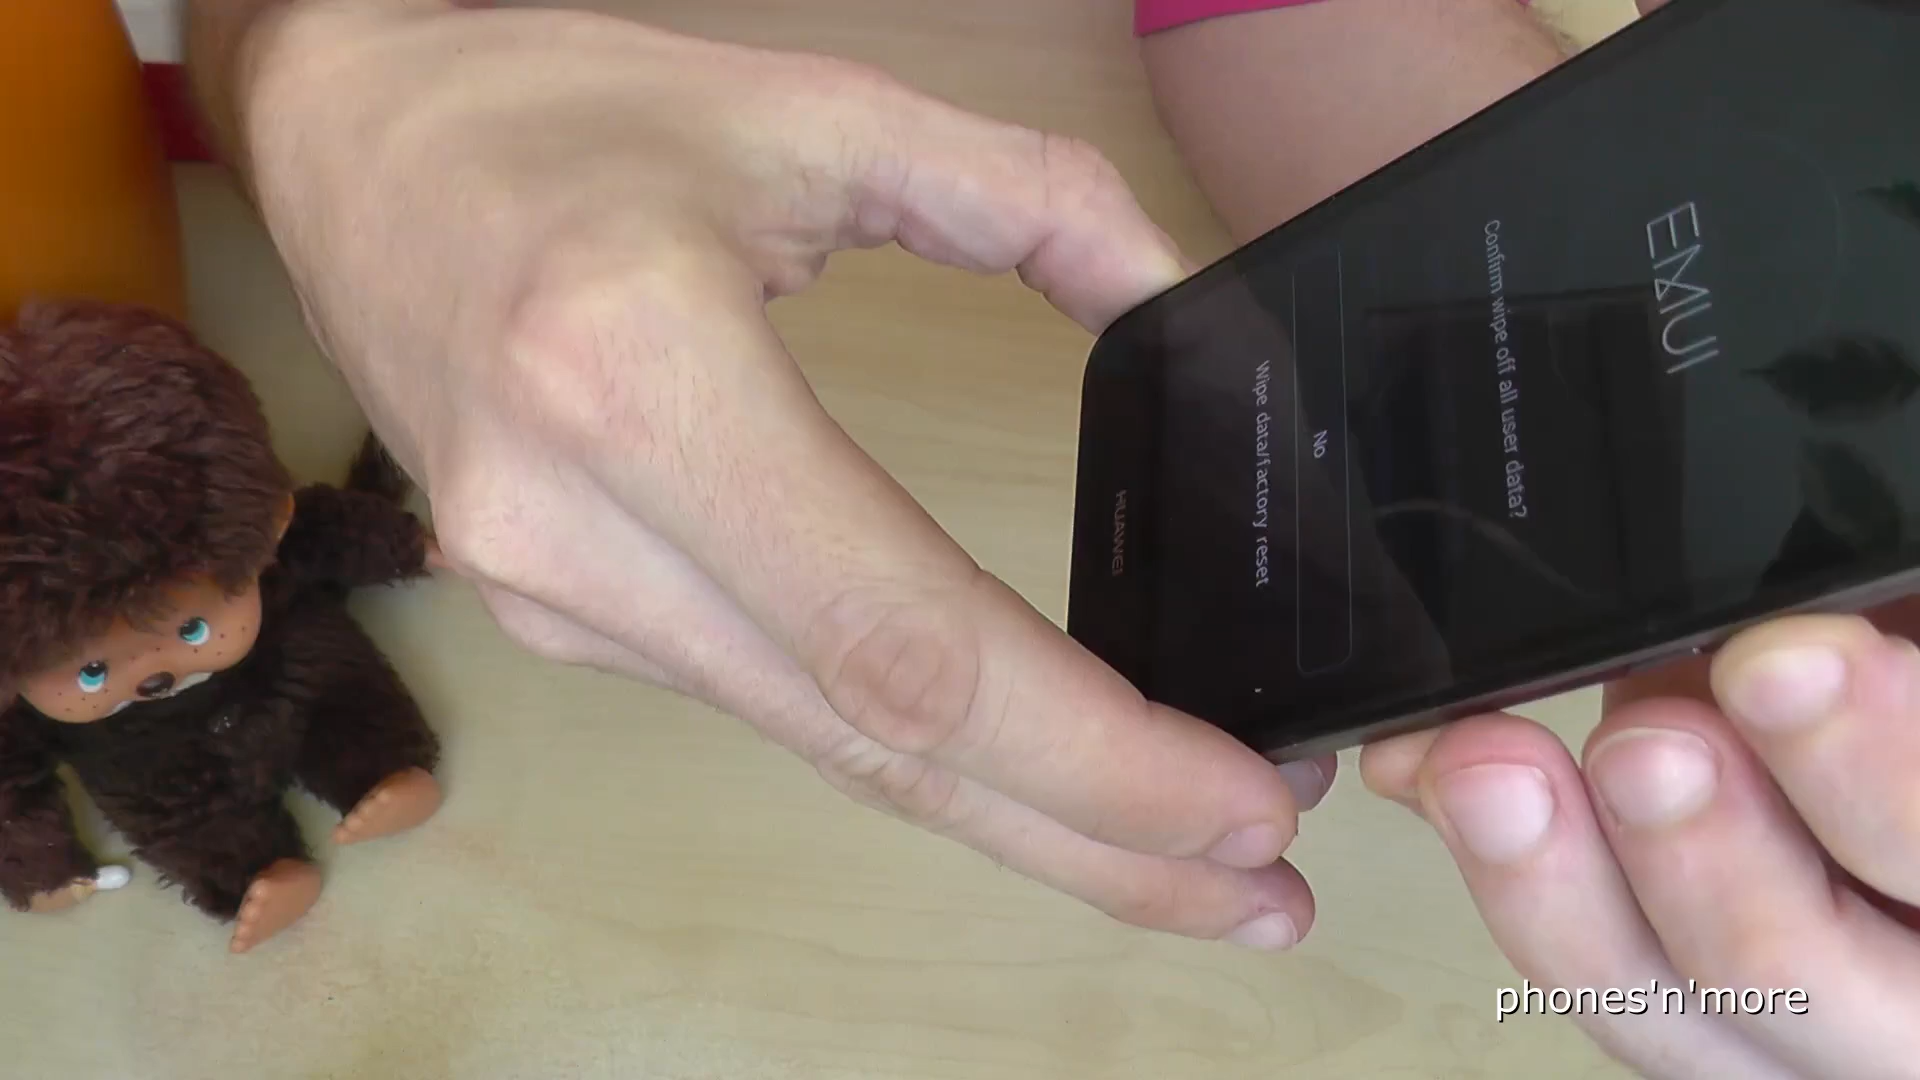 EMUI
Confirm wipe off all user data?
No
Wipe data/factory reset
HUAWEI
phones'n'more